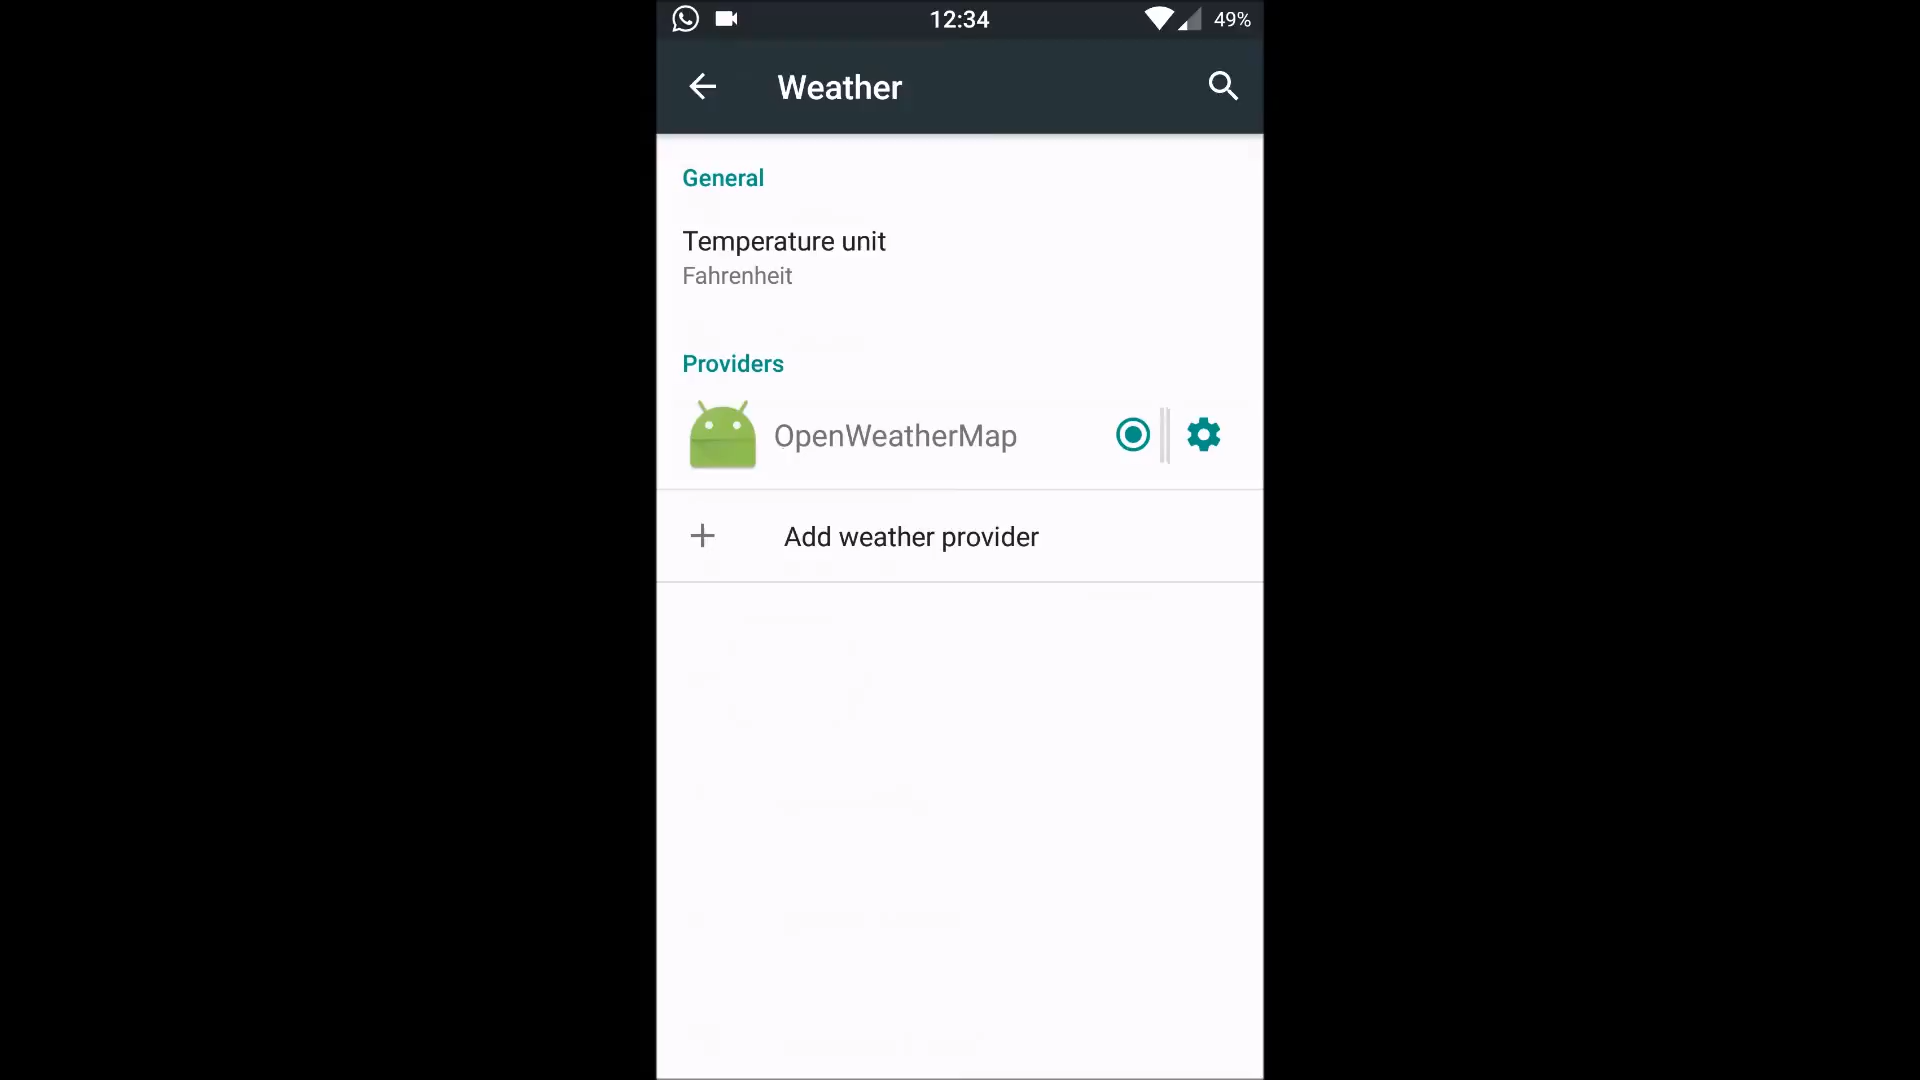 12:34
49%
Weather
General
Temperature unit
Fahrenheit
Providers
OpenWeatherMap
Add weather provider